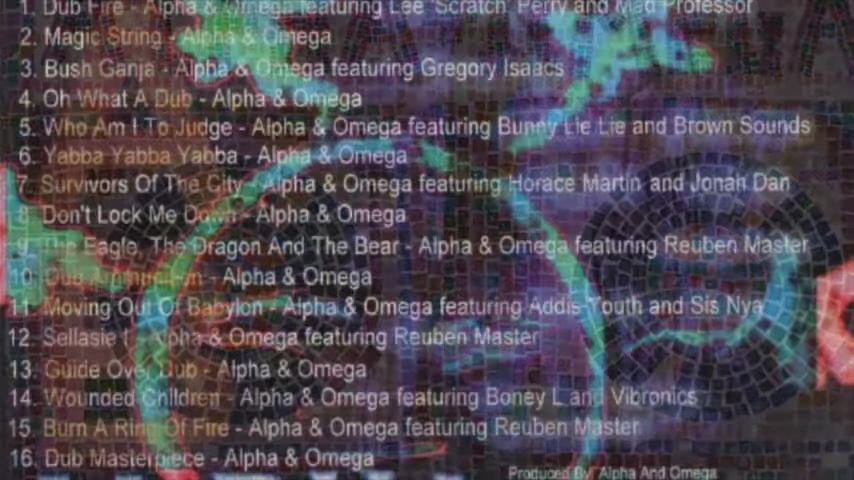 1. Dub Fire - Alpha & Omega featuring Lee 'Scratch' Perry and Mad Professor
2. Magic String - Alpha & Omega
3. Bush Ganja - Alpha & Omega featuring Gregory Isaacs
4. Oh What A Dub - Alpha & Omega
5. Who Am I To Judge - Alpha & Omega featuring Bunny Lie Lie and Brown Sounds
6. Yabba Yabba Yabba - Alpha & Omega
7. Survivors Of The City - Alpha & Omega featuring Horace Martin and Jonah Dan
8. Don't Lock Me Down - Alpha & Omega
9. The Eagle, The Dragon And The Bear - Alpha & Omega featuring Reuben Master
10. Dub - Alpha & Omega
11. Moving Out Of Babylon - Alpha & Omega featuring Addis Youth and Sis Nya
12. Sellasie I - Alpha & Omega featuring Reuben Master
13. Guide Over Dub - Alpha & Omega
14. Wounded Children - Alpha & Omega featuring Boney L and Vibronics
15. Burn A Ring Of Fire - Alpha & Omega featuring Reuben Master
16. Dub Masterpiece - Alpha & Omega
Produced By Alpha And Omega